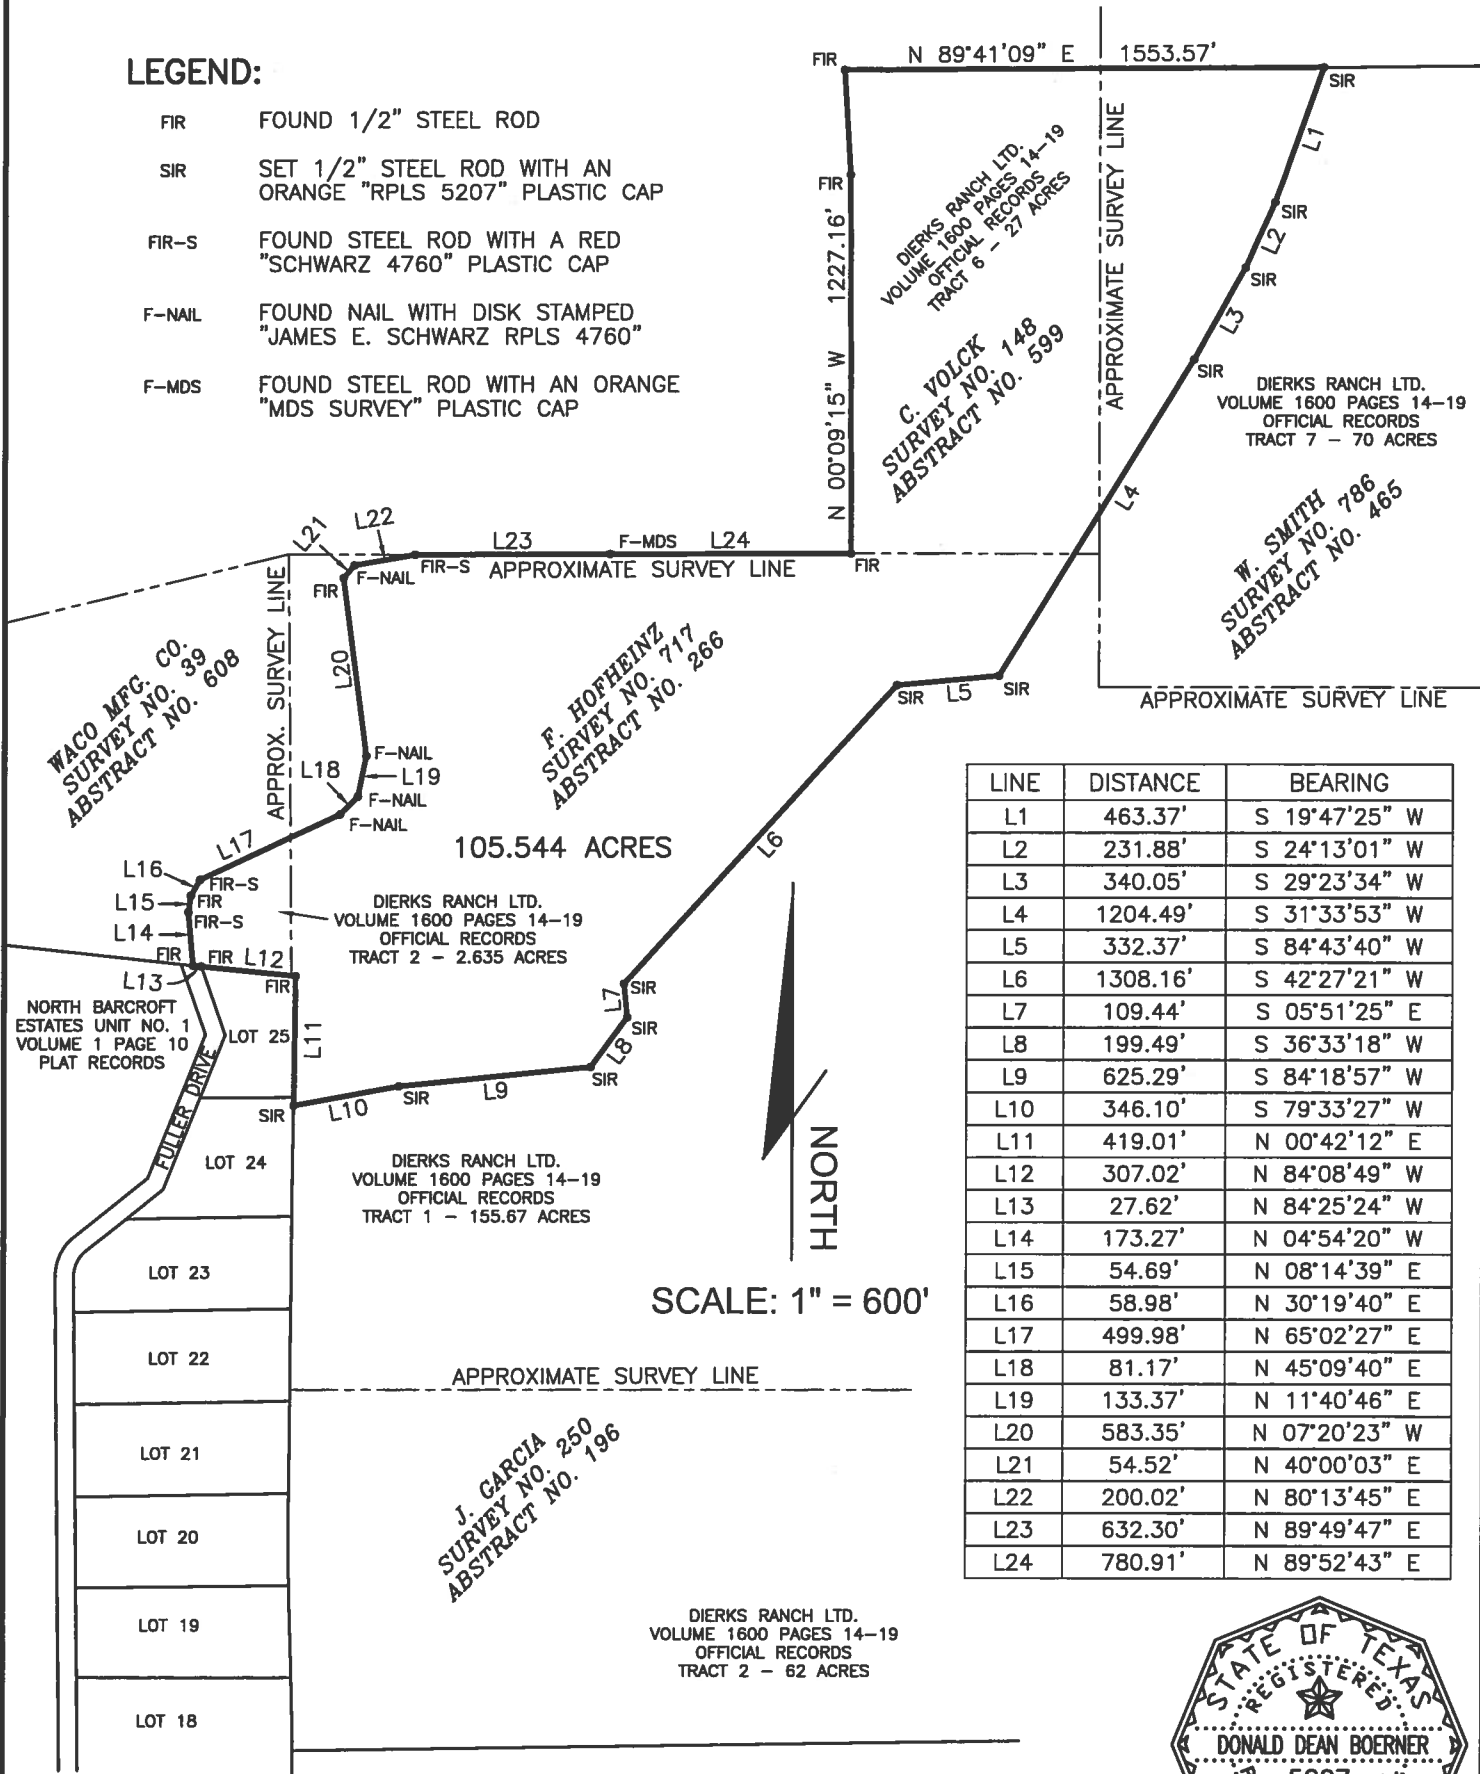 LEGEND:
FIR FOUND 1/2" STEEL ROD
SIR SET 1/2" STEEL ROD WITH AN
ORANGE "RPLS 5207" PLASTIC CAP
FIR-S FOUND STEEL ROD WITH A RED
"SCHWARZ 4760" PLASTIC CAP
F-NAIL FOUND NAIL WITH DISK STAMPED
"JAMES E. SCHWARZ RPLS 4760"
F-MDS FOUND STEEL ROD WITH AN ORANGE
"MDS SURVEY" PLASTIC CAP
FIR
N 89°41'09" E 1553.57'
SIR
L1
SIR
L2
SIR
L3
SIR
L4
FIR
N 00°09'15" W 1227.16'
DIERKS RANCH LTD.
VOLUME 1600 PAGES 14-19
OFFICIAL RECORDS
TRACT 6 - 27 ACRES
APPROXIMATE SURVEY LINE
C. VOLCK
SURVEY NO. 148
ABSTRACT NO. 599
DIERKS RANCH LTD.
VOLUME 1600 PAGES 14-19
OFFICIAL RECORDS
TRACT 7 - 70 ACRES
W. SMITH
SURVEY NO. 786
ABSTRACT NO. 465
APPROXIMATE SURVEY LINE
L21
L22
L23
F-MDS
L24
FIR
F-NAIL
FIR-S
APPROXIMATE SURVEY LINE
FIR
APPROX. SURVEY LINE
L20
WACO MFG. CO.
SURVEY NO. 39
ABSTRACT NO. 608
F. HOFHEINZ
SURVEY NO. 717
ABSTRACT NO. 266
SIR
L5
SIR
F-NAIL
L18
L19
F-NAIL
F-NAIL
L17
105.544 ACRES
L6
L16
FIR-S
L15
FIR
FIR-S
L14
DIERKS RANCH LTD.
VOLUME 1600 PAGES 14-19
OFFICIAL RECORDS
TRACT 2 - 2.635 ACRES
FIR
FIR
L12
L13
FIR
NORTH BARCROFT
ESTATES UNIT NO. 1
VOLUME 1 PAGE 10
PLAT RECORDS
LOT 25
L11
L7
SIR
SIR
L8
SIR
L9
SIR
L10
SIR
FULLER DRIVE
LOT 24
DIERKS RANCH LTD.
VOLUME 1600 PAGES 14-19
OFFICIAL RECORDS
TRACT 1 - 155.67 ACRES
NORTH
SCALE: 1" = 600'
LOT 23
LOT 22
APPROXIMATE SURVEY LINE
LOT 21
J. GARCIA
SURVEY NO. 250
ABSTRACT NO. 196
LOT 20
LOT 19
DIERKS RANCH LTD.
VOLUME 1600 PAGES 14-19
OFFICIAL RECORDS
TRACT 2 - 62 ACRES
LOT 18
LINE DISTANCE BEARING
L1 463.37' S 19°47'25" W
L2 231.88' S 24°13'01" W
L3 340.05' S 29°23'34" W
L4 1204.49' S 31°33'53" W
L5 332.37' S 84°43'40" W
L6 1308.16' S 42°27'21" W
L7 109.44' S 05°51'25" E
L8 199.49' S 36°33'18" W
L9 625.29' S 84°18'57" W
L10 346.10' S 79°33'27" W
L11 419.01' N 00°42'12" E
L12 307.02' N 84°08'49" W
L13 27.62' N 84°25'24" W
L14 173.27' N 04°54'20" W
L15 54.69' N 08°14'39" E
L16 58.98' N 30°19'40" E
L17 499.98' N 65°02'27" E
L18 81.17' N 45°09'40" E
L19 133.37' N 11°40'46" E
L20 583.35' N 07°20'23" W
L21 54.52' N 40°00'03" E
L22 200.02' N 80°13'45" E
L23 632.30' N 89°49'47" E
L24 780.91' N 89°52'43" E
STATE OF TEXAS
REGISTERED
DONALD DEAN BOERNER